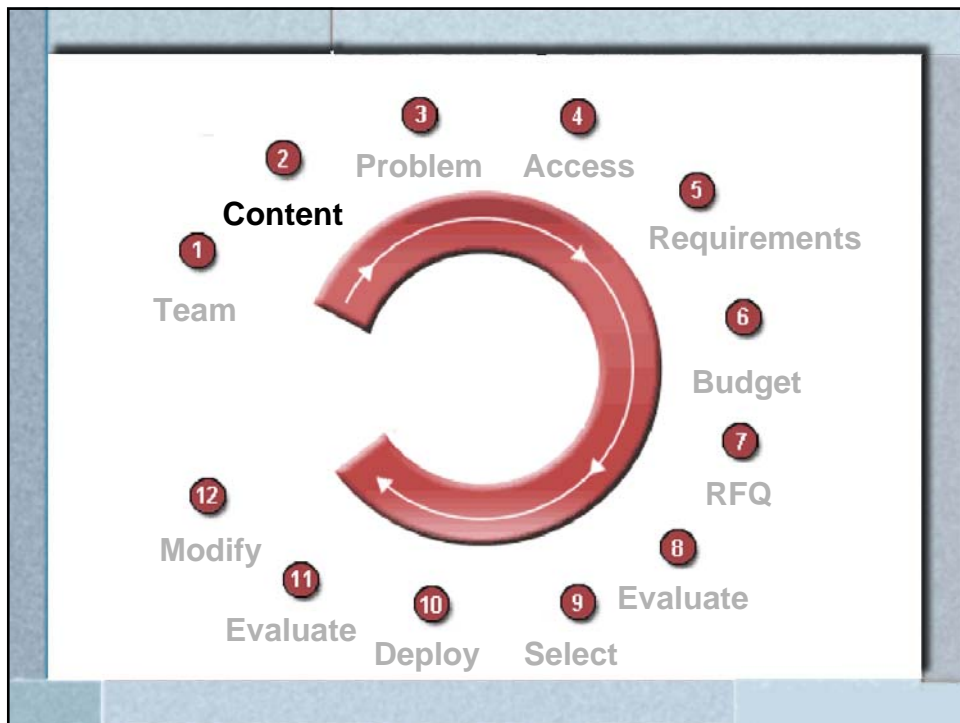 1
Team
2
Content
3
Problem
4
Access
5
Requirements
6
Budget
7
RFQ
8
Evaluate
9
Select
10
Deploy
11
Evaluate
12
Modify